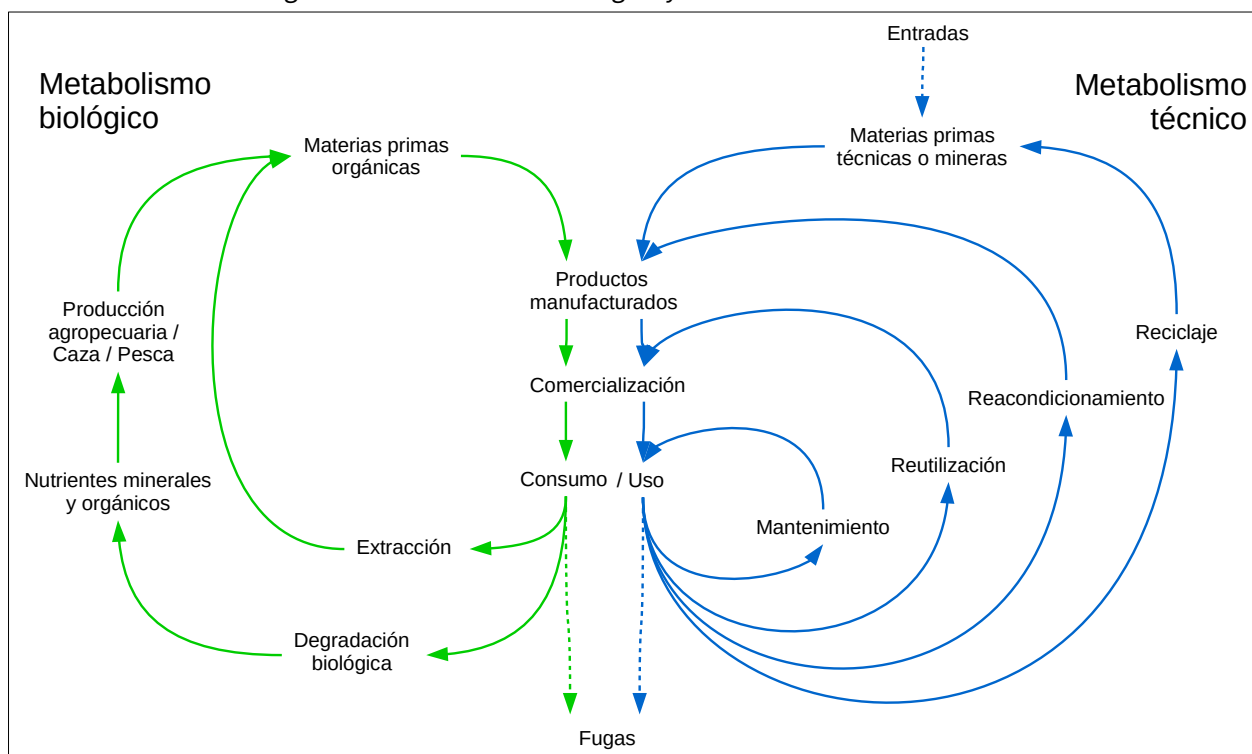 Entradas
Metabolismo
biológico
Metabolismo
técnico
Materias primas
orgánicas
Materias primas
técnicas o mineras
Productos
manufacturados
Producción
agropecuaria /
Caza / Pesca
Reciclaje
Comercialización
Reacondicionamiento
Reutilización
Nutrientes minerales
y orgánicos
Consumo / Uso
Mantenimiento
Extracción
Degradación
biológica
Fugas